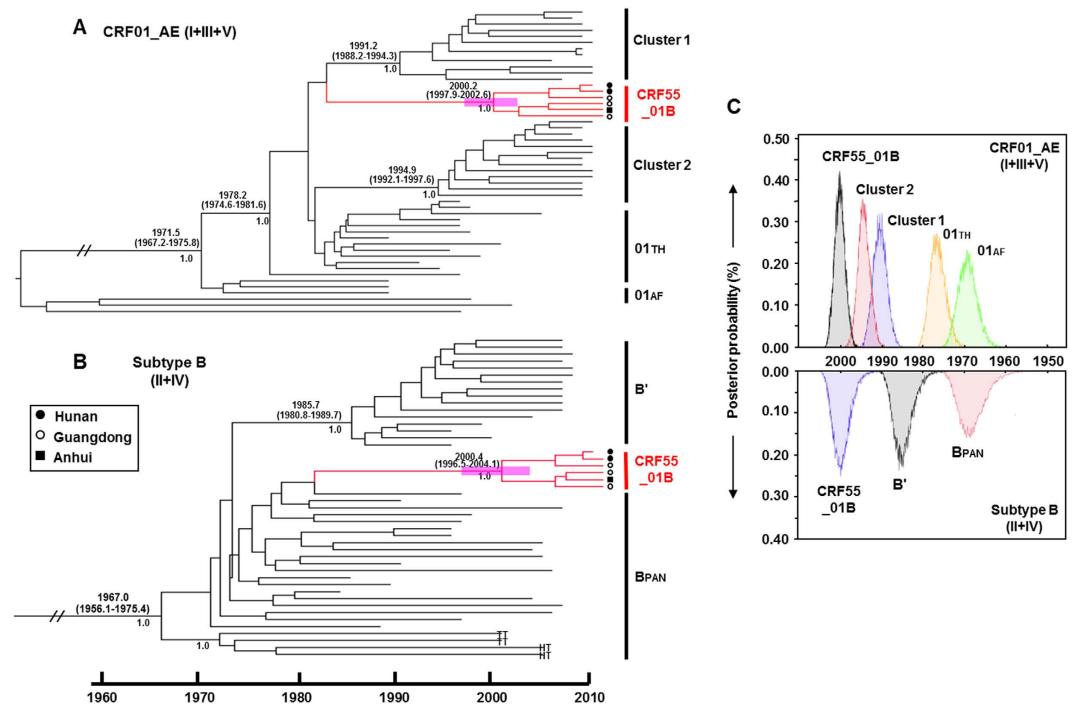 A
CRF01_AE (I+III+V)
1991.2
(1988.2-1994.3)
1.0
Cluster 1
2000.2
(1997.9-2002.6)
1.0
CRF55
_01B
1994.9
(1992.1-1997.6)
1.0
Cluster 2
1978.2
(1974.6-1981.6)
1.0
1971.5
(1967.2-1975.8)
1.0
01TH
01AF
B
Subtype B
(II+IV)
Hunan
Guangdong
Anhui
1985.7
(1980.8-1989.7)
1.0
B'
2000.4
(1996.5-2004.1)
1.0
CRF55
_01B
BPAN
1967.0
(1956.1-1975.4)
1.0
1.0
TT
TT
HT
HT
1960 1970 1980 1990 2000 2010
C
Posterior probability (%)
0.50
0.40
0.30
0.20
0.10
0.00
CRF01_AE
(I+III+V)
CRF55_01B
Cluster 2
Cluster 1
01TH
01AF
2000 1990 1980 1970 1960 1950
0.00
0.10
0.20
0.30
0.40
CRF55
_01B
B'
BPAN
Subtype B
(II+IV)